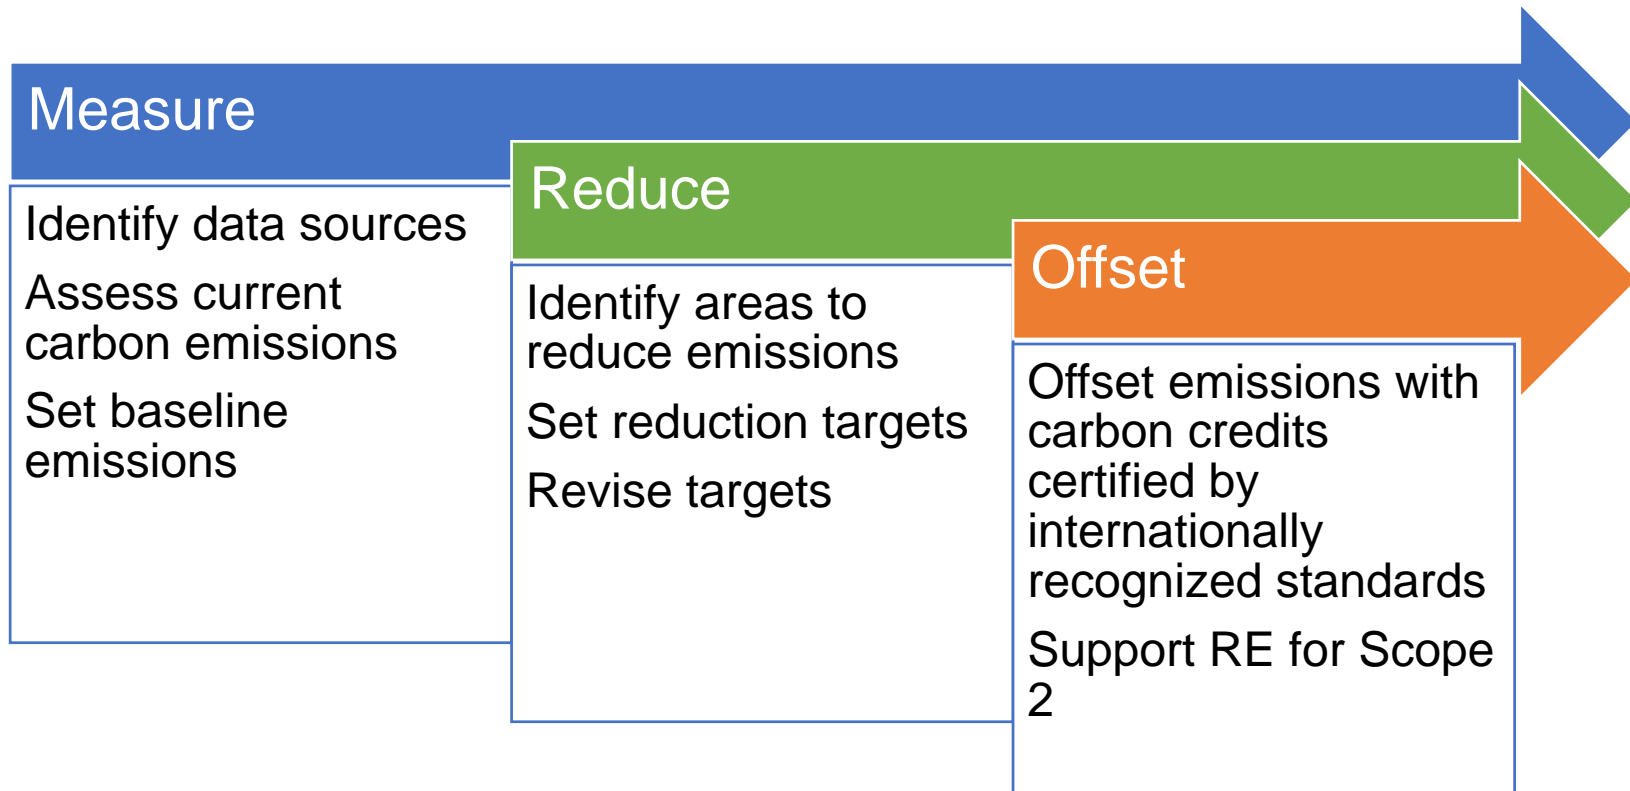 Measure
Identify data sources
Assess current
carbon emissions
Set baseline
emissions
Reduce
Identify areas to
reduce emissions
Set reduction targets
Revise targets
Offset
Offset emissions with
carbon credits
certified by
internationally
recognized standards
Support RE for Scope
2